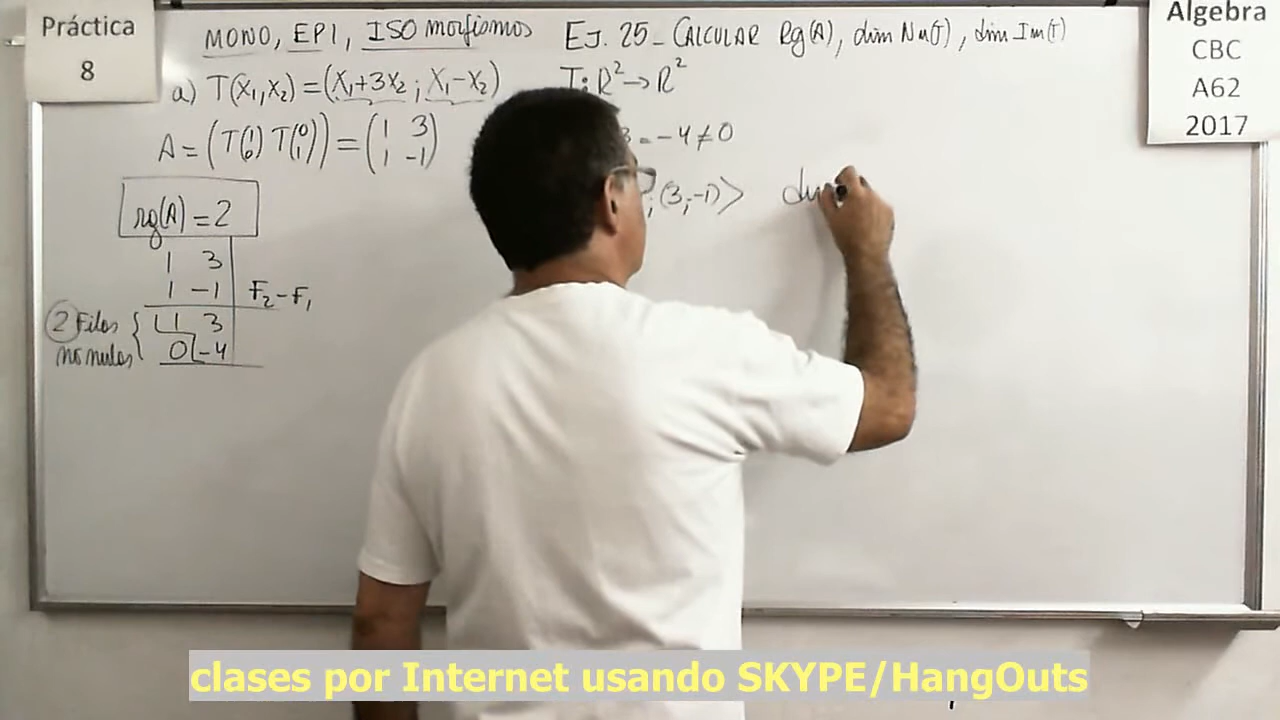 Práctica
8
MONO, EPI, ISO morfismos
EJ. 25 - CALCULAR Rg(A), dim Nu(T), dim Im(T)
Algebra
CBC
A62
2017
a) T(x₁,x₂) = (x₁+3x₂ ; x₁-x₂)
T: R² → R²
A = (T(1 0) T(0 1)) = (1 3 1 -1)
= -4 ≠ 0
rg(A) = 2
;(3;-1)>
1 3
1 -1 F₂-F₁
2 Filas 1 3
no nulas 0 -4
clases por Internet usando SKYPE/HangOuts